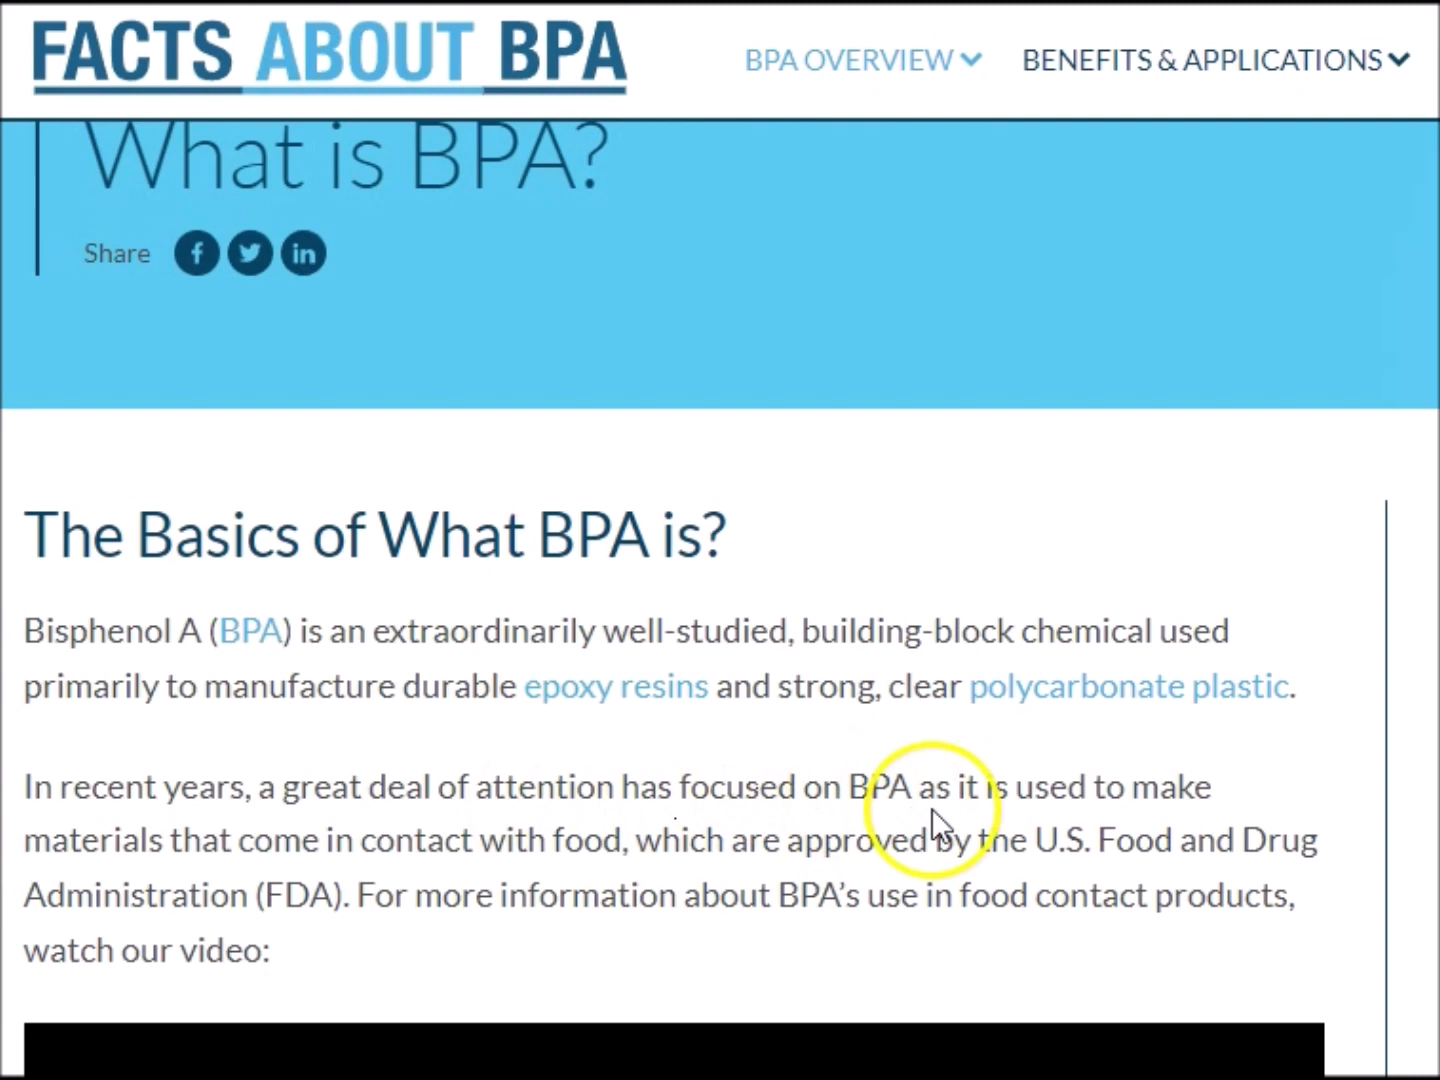 FACTS ABOUT BPA
BPA OVERVIEW
BENEFITS & APPLICATIONS
What is BPA?
Share
The Basics of What BPA is?
Bisphenol A (BPA) is an extraordinarily well-studied, building-block chemical used
primarily to manufacture durable epoxy resins and strong, clear polycarbonate plastic.
In recent years, a great deal of attention has focused on BPA as it is used to make
materials that come in contact with food, which are approved by the U.S. Food and Drug
Administration (FDA). For more information about BPA’s use in food contact products,
watch our video: